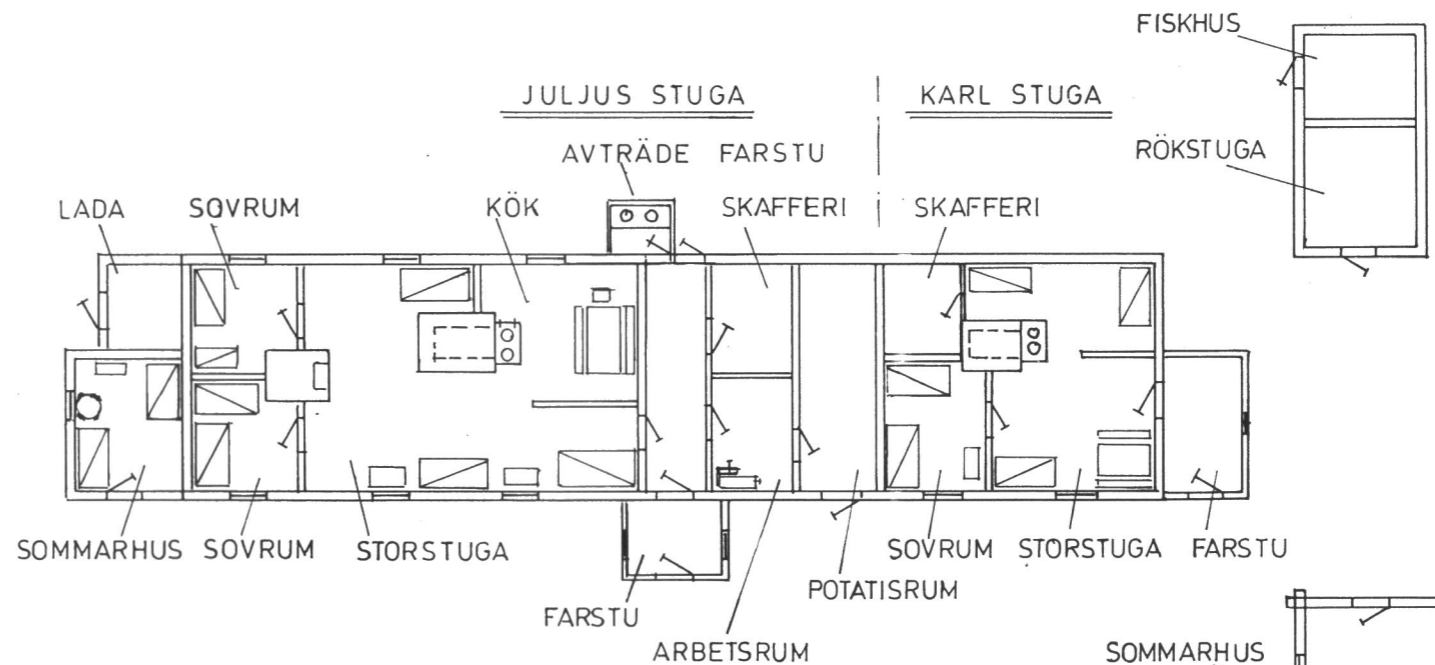 FISKHUS
JULJUS STUGA KARL STUGA
AVTRÄDE FARSTU
RÖKSTUGA
LADA SOVRUM KÖK SKAFFERI SKAFFERI
SOMMARHUS SOVRUM STORSTUGA SOVRUM STORSTUGA FARSTU
POTATISRUM
FARSTU
ARBETSRUM SOMMARHUS